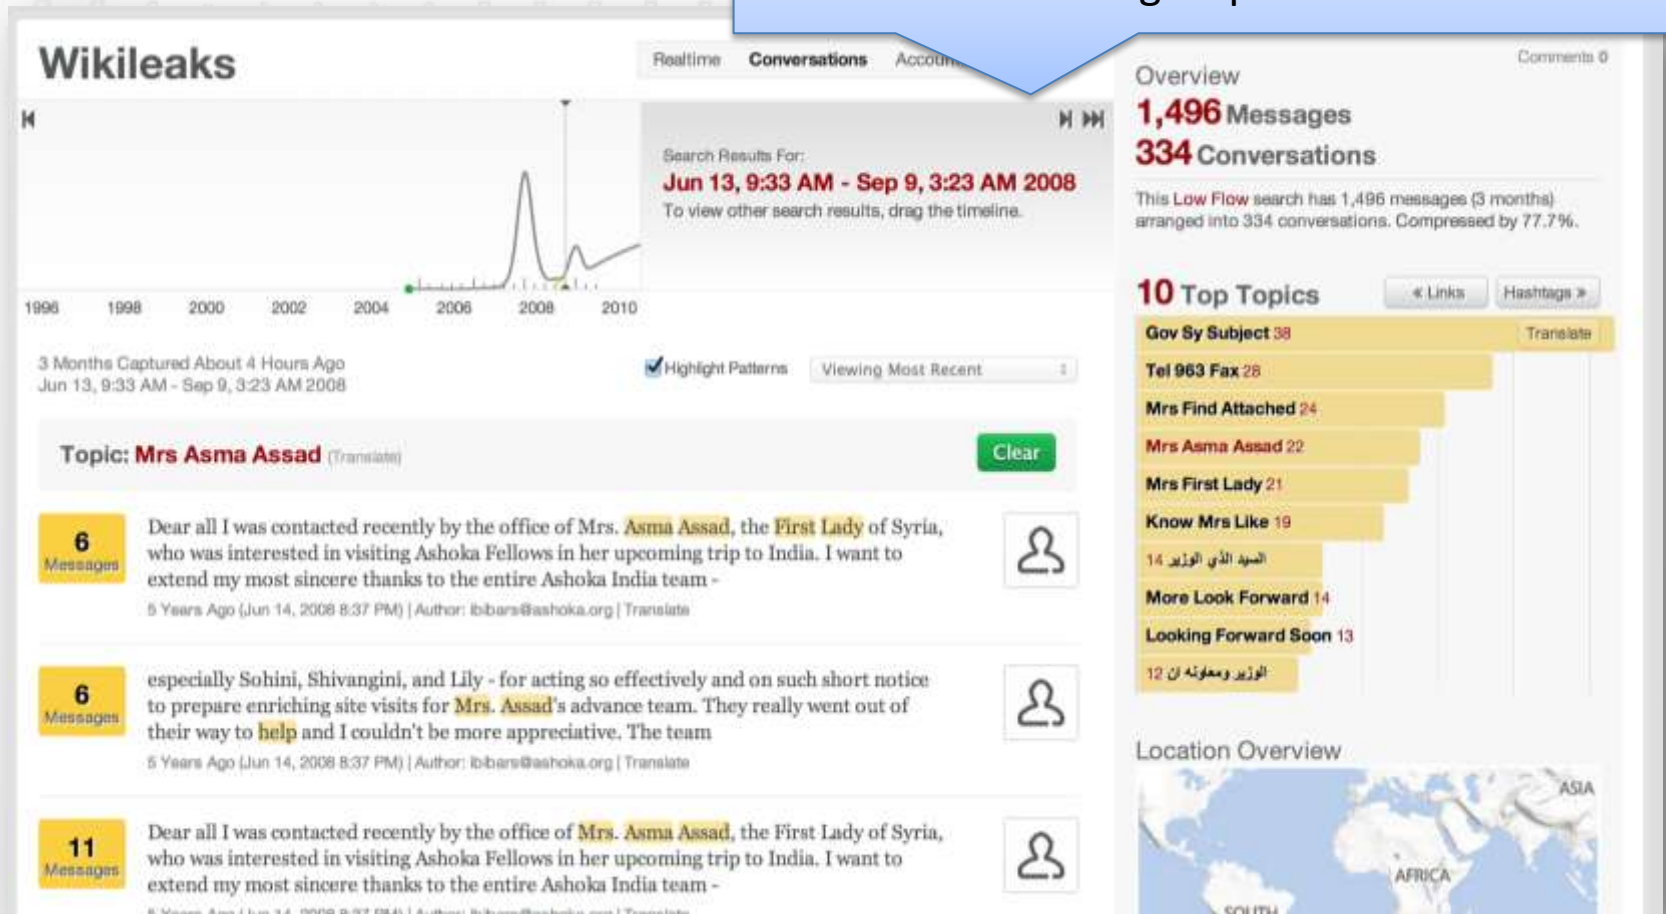 Wikileaks
Realtime Conversations
Search Results For:
Jun 13, 9:33 AM - Sep 9, 3:23 AM 2008
To view other search results, drag the timeline.
1996 1998 2000 2002 2004 2006 2008 2010
3 Months Captured About 4 Hours Ago
Jun 13, 9:33 AM - Sep 9, 3:23 AM 2008
Highlight Patterns
Viewing Most Recent
Topic: Mrs Asma Assad (Translate)
Clear
6
Messages
Dear all I was contacted recently by the office of Mrs. Asma Assad, the First Lady of Syria,
who was interested in visiting Ashoka Fellows in her upcoming trip to India. I want to
extend my most sincere thanks to the entire Ashoka India team -
5 Years Ago (Jun 14, 2008 8:37 PM) | Author: ibibars@ashoka.org | Translate
6
Messages
especially Sohini, Shivangini, and Lily - for acting so effectively and on such short notice
to prepare enriching site visits for Mrs. Assad's advance team. They really went out of
their way to help and I couldn't be more appreciative. The team
5 Years Ago (Jun 14, 2008 8:37 PM) | Author: ibibars@ashoka.org | Translate
11
Messages
Dear all I was contacted recently by the office of Mrs. Asma Assad, the First Lady of Syria,
who was interested in visiting Ashoka Fellows in her upcoming trip to India. I want to
extend my most sincere thanks to the entire Ashoka India team -
Comments 0
Overview
1,496 Messages
334 Conversations
This Low Flow search has 1,496 messages (3 months)
arranged into 334 conversations. Compressed by 77.7%.
10 Top Topics
« Links
Hashtags »
Gov Sy Subject 38
Translate
Tel 963 Fax 28
Mrs Find Attached 24
Mrs Asma Assad 22
Mrs First Lady 21
Know Mrs Like 19
السيد الذي الوزير 14
More Look Forward 14
Looking Forward Soon 13
الوزير ومعاونه ان 12
Location Overview
ASIA
AFRICA
SOUTH